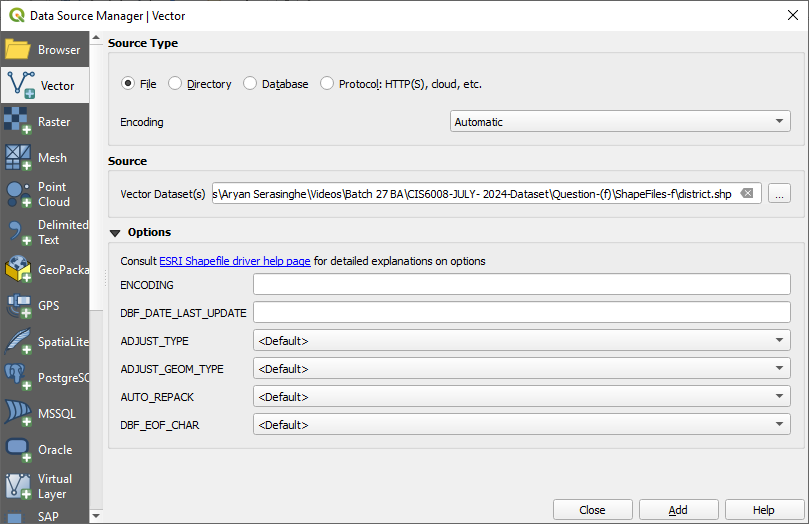 Data Source Manager | Vector
Browser
Vector
Raster
Mesh
Point
Cloud
Delimited
Text
GeoPacka
GPS
SpatiaLite
PostgreSQ
MSSQL
Oracle
Virtual
Layer
SAP
Source Type
File Directory Database Protocol: HTTP(S), cloud, etc.
Encoding Automatic
Source
Vector Dataset(s) s\Aryan Serasinghe\Videos\Batch 27 BA\CIS6008-JULY- 2024-Dataset\Question-(f)\ShapeFiles-f\district.shp ...
Options
Consult ESRI Shapefile driver help page for detailed explanations on options
ENCODING
DBF_DATE_LAST_UPDATE
ADJUST_TYPE <Default>
ADJUST_GEOM_TYPE <Default>
AUTO_REPACK <Default>
DBF_EOF_CHAR <Default>
Close Add Help